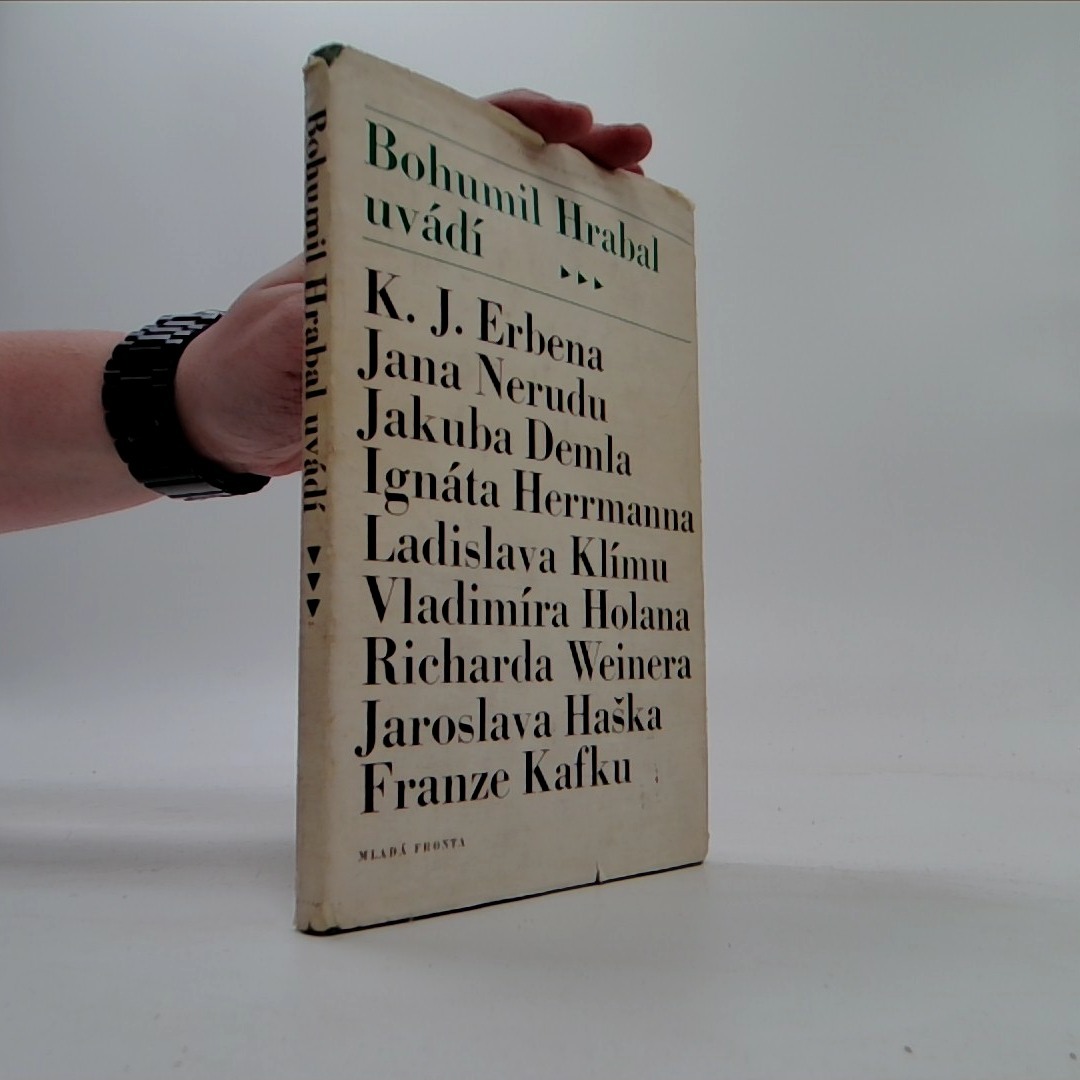 Bohumil Hrabal uvádí ▸▸▸
Bohumil Hrabal
uvádí ▸▸▸
K. J. Erbena
Jana Nerudu
Jakuba Demla
Ignáta Herrmanna
Ladislava Klímu
Vladimíra Holana
Richarda Weinera
Jaroslava Haška
Franze Kafku
MLADÁ FRONTA